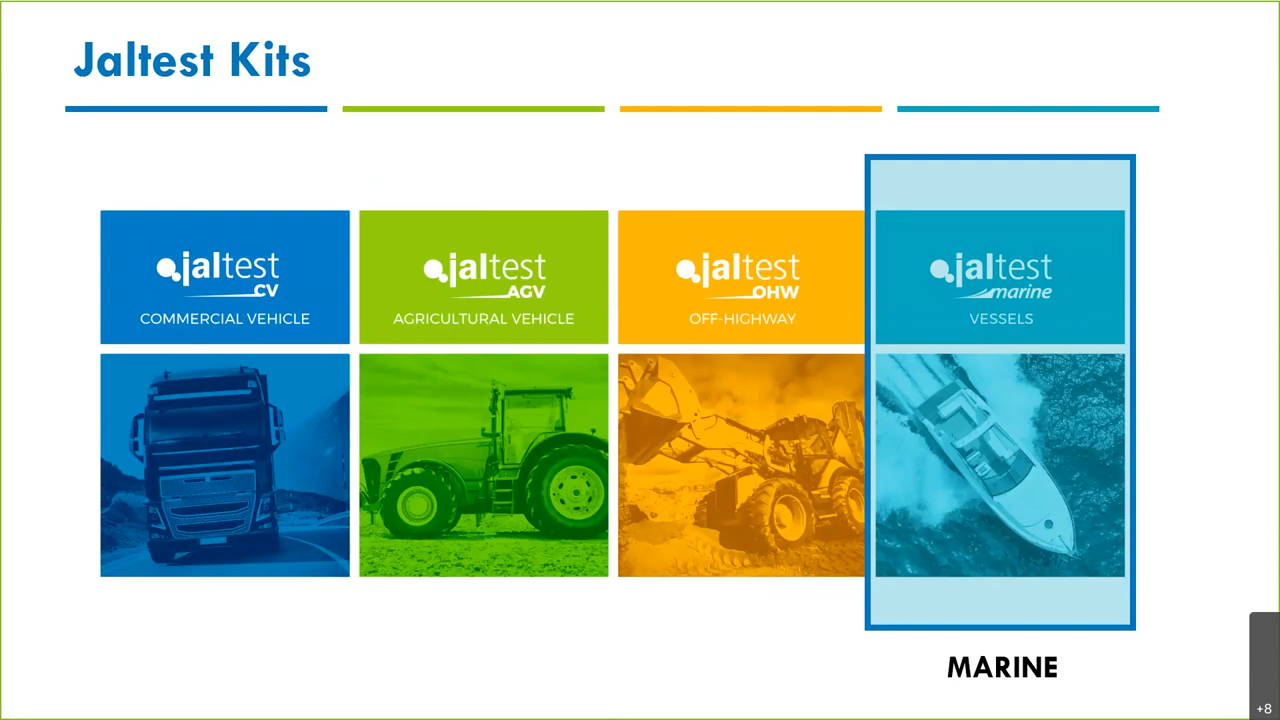 Jaltest Kits
jaltest
CV
COMMERCIAL VEHICLE
jaltest
AGV
AGRICULTURAL VEHICLE
jaltest
OHW
OFF-HIGHWAY
jaltest
marine
VESSELS
MARINE
+8